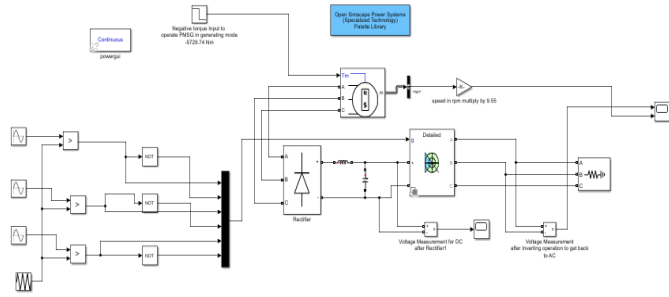 Negative torque Input to
operate PMSG in generating mode
-5729.74 Nm
Open Simscape Power Systems
(Specialized Technology)
Palette Library
Continuous
powergui
Tm
A
B
C
m
N
S
-K-
speed in rpm multiply by 9.55
>
NOT
>
NOT
>
NOT
A
B
C
+
-
Rectifier
Detailed
g
+
-
A
B
C
A
B
C
+
-
v
Voltage Measurement for DC
after Rectifier1
+
-
v
Voltage Measurement
after Inverting operation to get back
to AC